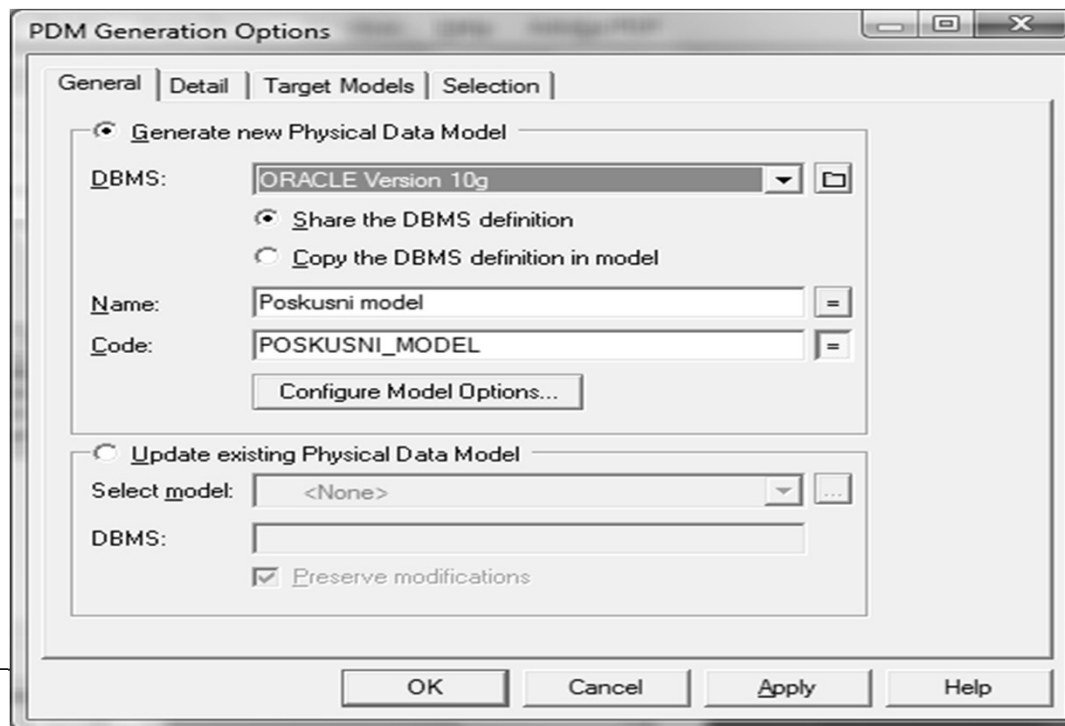 PDM Generation Options
General Detail Target Models Selection
Generate new Physical Data Model
DBMS: ORACLE Version 10g
Share the DBMS definition
Copy the DBMS definition in model
Name: Poskusni model =
Code: POSKUSNI_MODEL =
Configure Model Options...
Update existing Physical Data Model
Select model: <None> ...
DBMS:
Preserve modifications
OK Cancel Apply Help